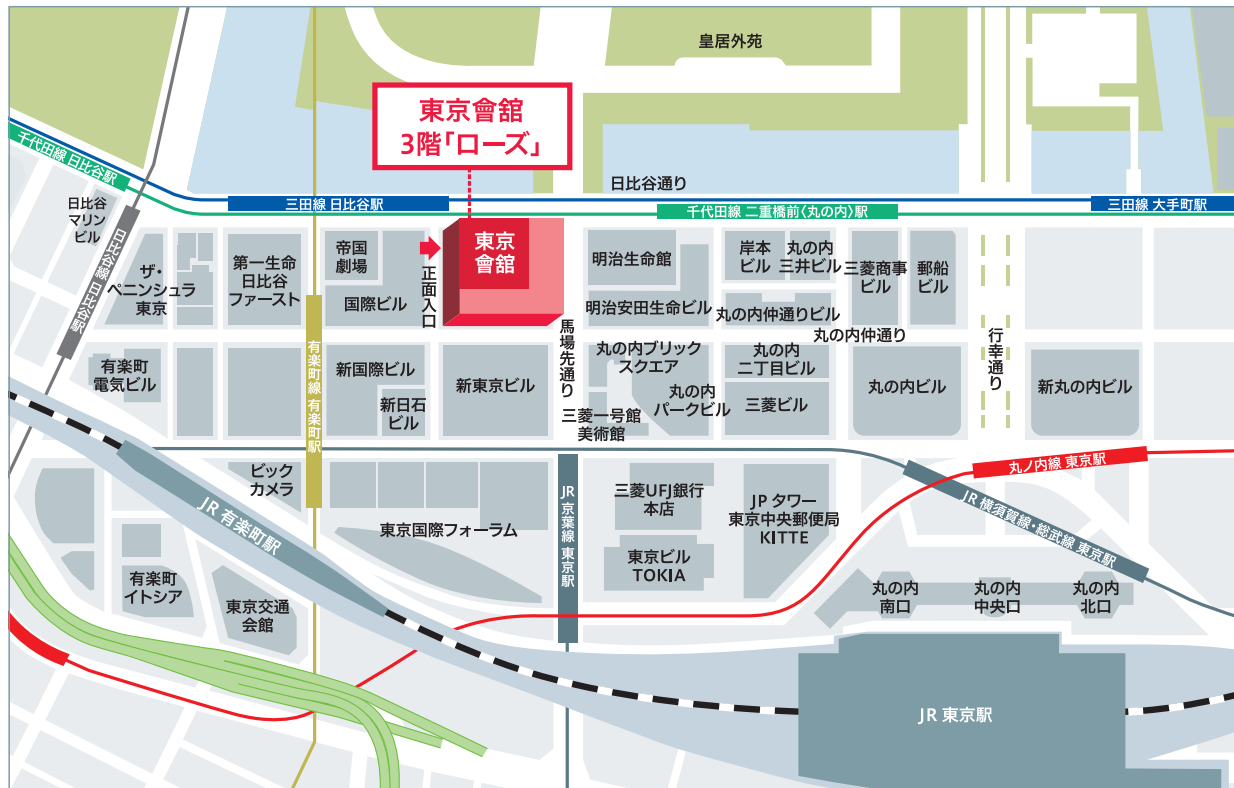 皇居外苑
東京會舘
3階「ローズ」
日比谷通り
千代田線 日比谷駅
三田線 日比谷駅
千代田線 二重橋前〈丸の内〉駅
三田線 大手町駅
日比谷
マリン
ビル
日比谷線 日比谷駅
ザ・
ペニンシュラ
東京
第一生命
日比谷
ファースト
帝国
劇場
国際ビル
正面入口
東京
會舘
明治生命館
明治安田生命ビル
岸本
ビル
丸の内
三井ビル
三菱商事
ビル
郵船
ビル
丸の内仲通りビル
丸の内仲通り
馬場先通り
行幸通り
有楽町
電気ビル
有楽町線 有楽町駅
新国際ビル
新日石
ビル
新東京ビル
丸の内ブリック
スクエア
丸の内
パークビル
三菱一号館
美術館
丸の内
二丁目ビル
三菱ビル
丸の内ビル
新丸の内ビル
丸ノ内線 東京駅
ビック
カメラ
JR 有楽町駅
東京国際フォーラム
JR 京葉線 東京駅
三菱UFJ銀行
本店
東京ビル
TOKIA
JP タワー
東京中央郵便局
KITTE
JR 横須賀線・総武線 東京駅
有楽町
イトシア
東京交通
会館
丸の内
南口
丸の内
中央口
丸の内
北口
JR 東京駅